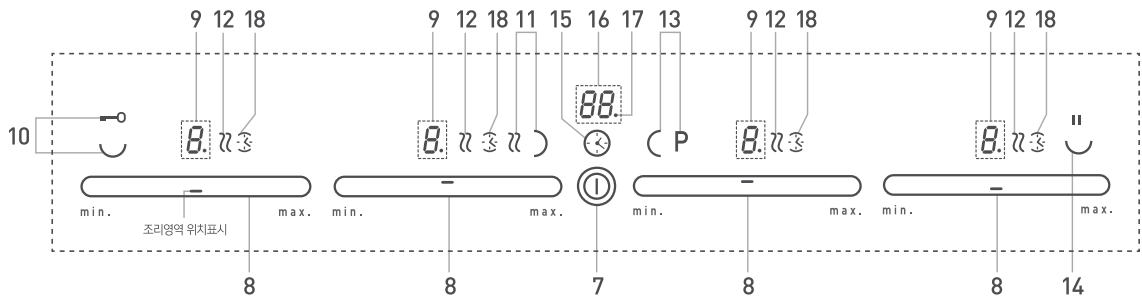 9 12 18 9 12 18 11 15 16 17 13 9 12 18 9 12 18
88.
10 8. 8. P 8. 8.
min. max. min. max. min. max. min. max.
조리영역 위치표시
8 8 7 8 8 14